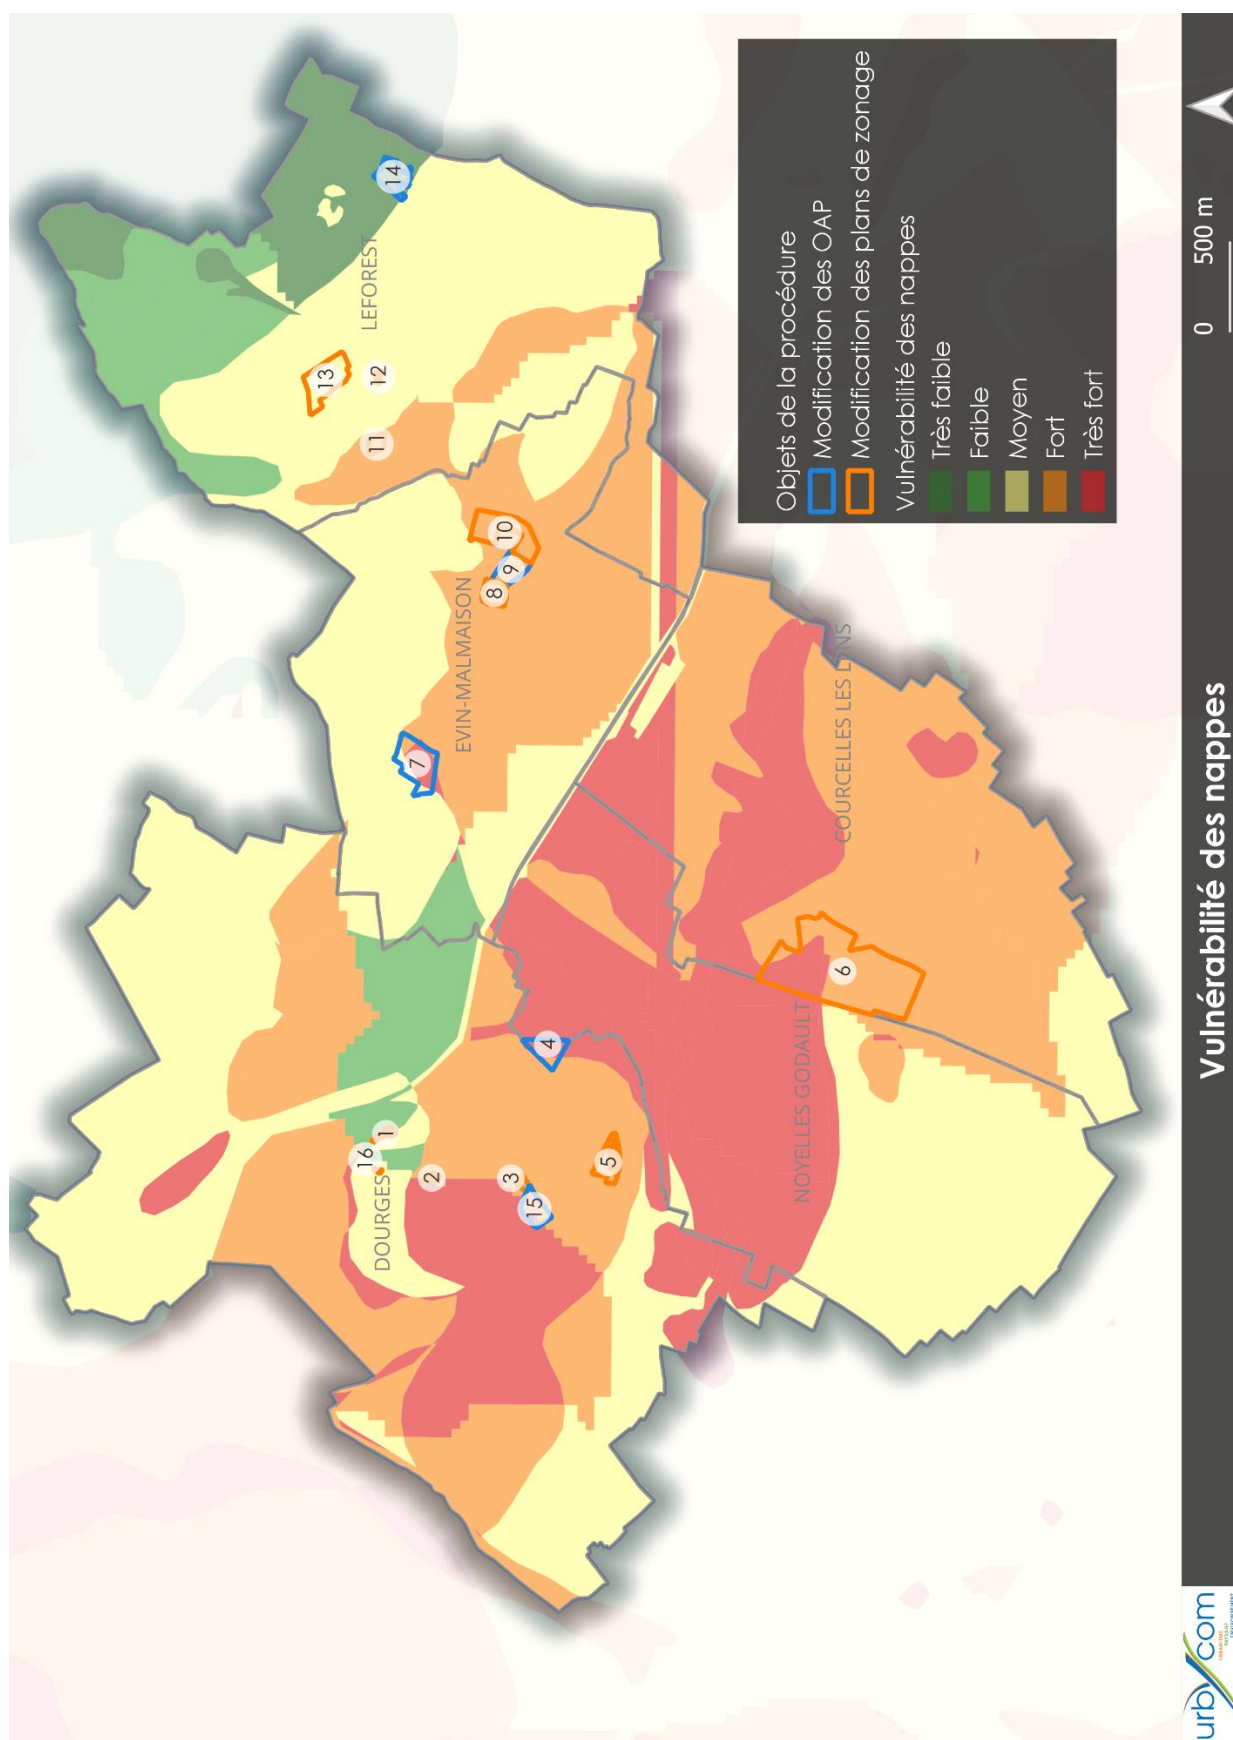 LEFOREST
EVIN-MALMAISON
DOURGES
COURCELLES LES LENS
NOYELLES GODAULT
1
2
3
4
5
6
7
8
9
10
11
12
13
14
15
16
Objets de la procédure
Modification des OAP
Modification des plans de zonage
Vulnérabilité des nappes
Très faible
Faible
Moyen
Fort
Très fort
urbycom
Vulnérabilité des nappes
0 500 m